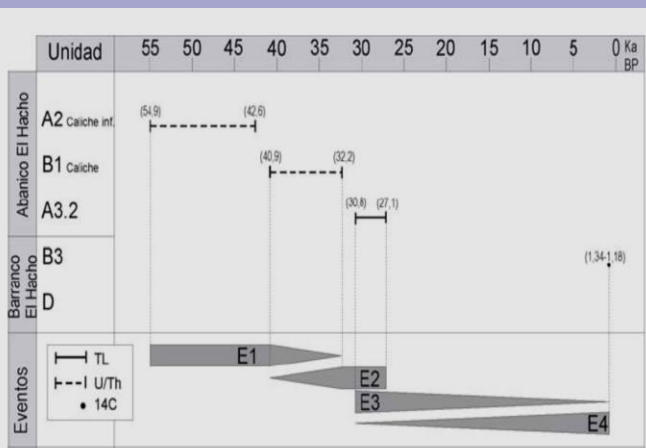 Unidad 55 50 45 40 35 30 25 20 15 10 5 0 Ka BP
Abanico El Hacho
A2 Caliche inf. (54,9) (42,6)
B1 Caliche (40,9) (32,2)
A3.2 (30,8) (27,1)
Barranco El Hacho
B3 (1,34-1,18)
D
Eventos
TL
U/Th
14C
E1
E2
E3
E4